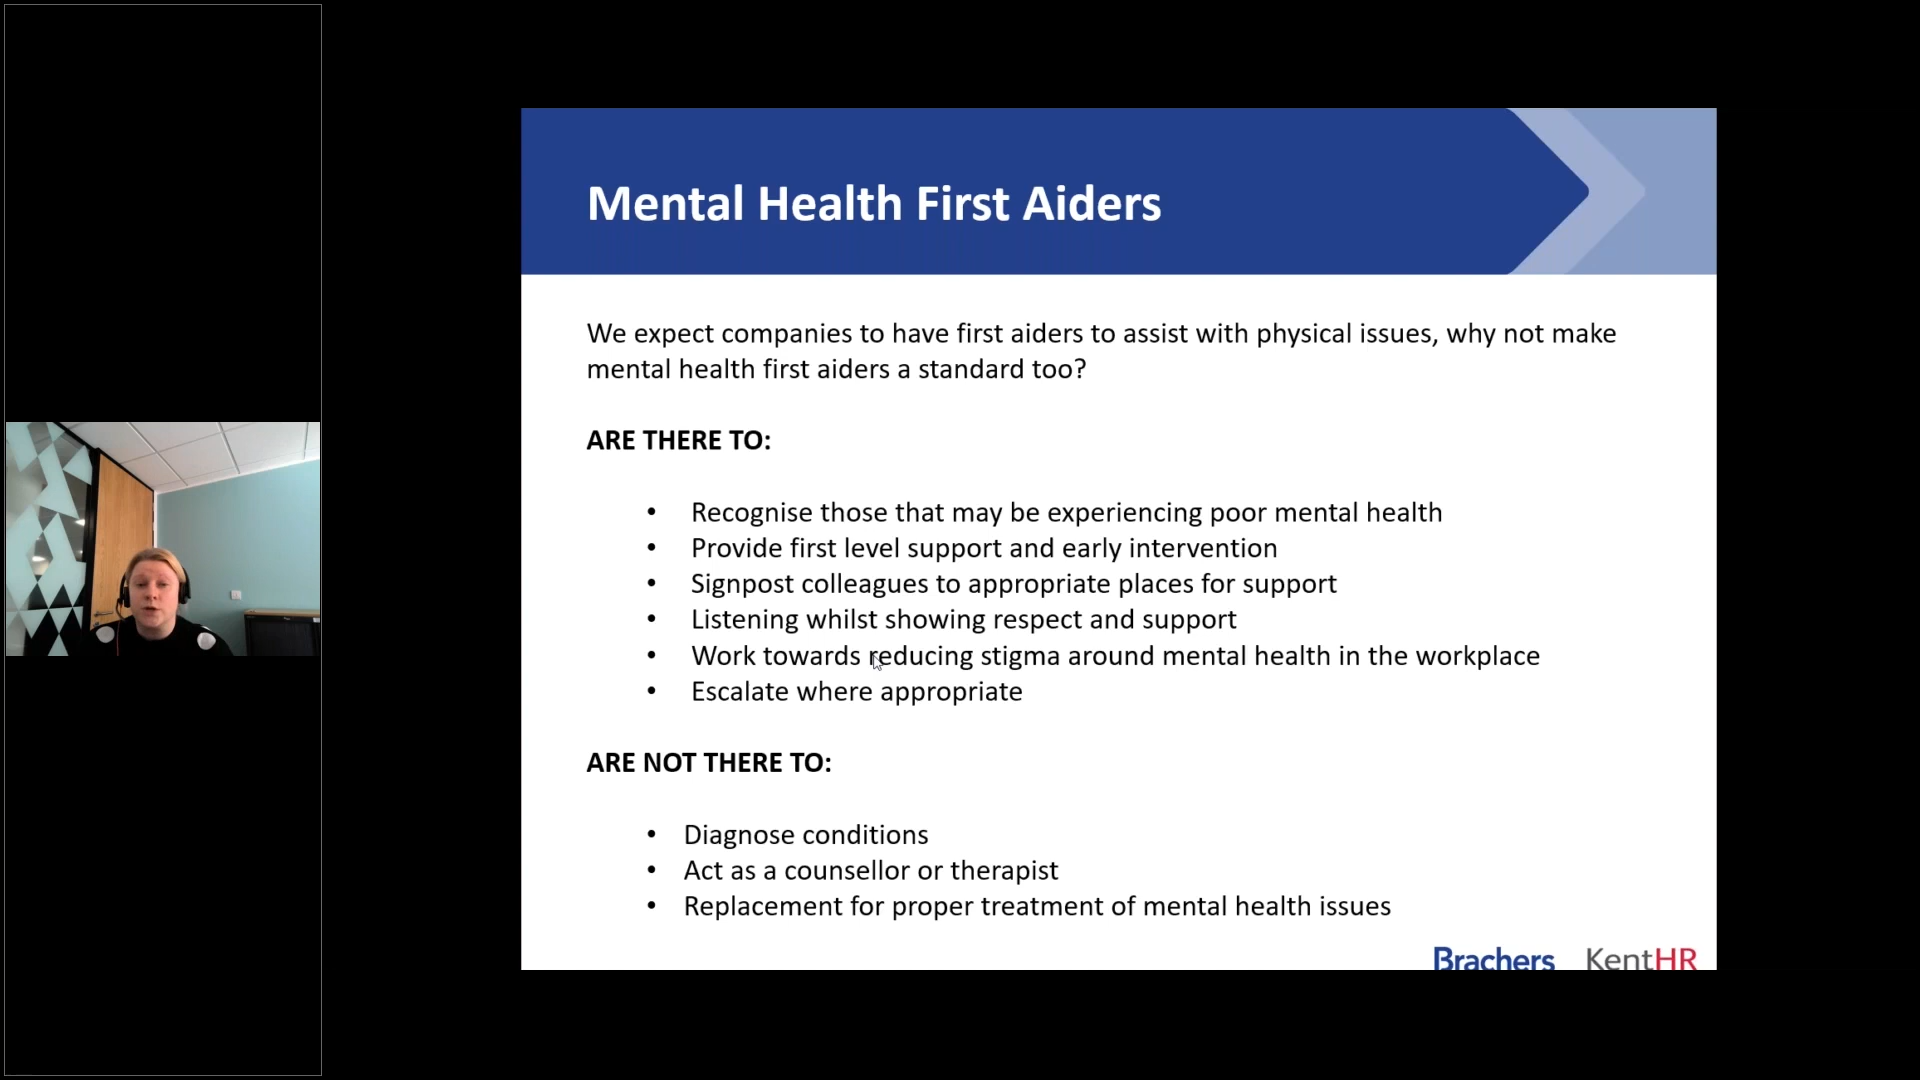 Mental Health First Aiders
We expect companies to have first aiders to assist with physical issues, why not make
mental health first aiders a standard too?
ARE THERE TO:
• Recognise those that may be experiencing poor mental health
• Provide first level support and early intervention
• Signpost colleagues to appropriate places for support
• Listening whilst showing respect and support
• Work towards reducing stigma around mental health in the workplace
• Escalate where appropriate
ARE NOT THERE TO:
• Diagnose conditions
• Act as a counsellor or therapist
• Replacement for proper treatment of mental health issues
Brachers KentHR